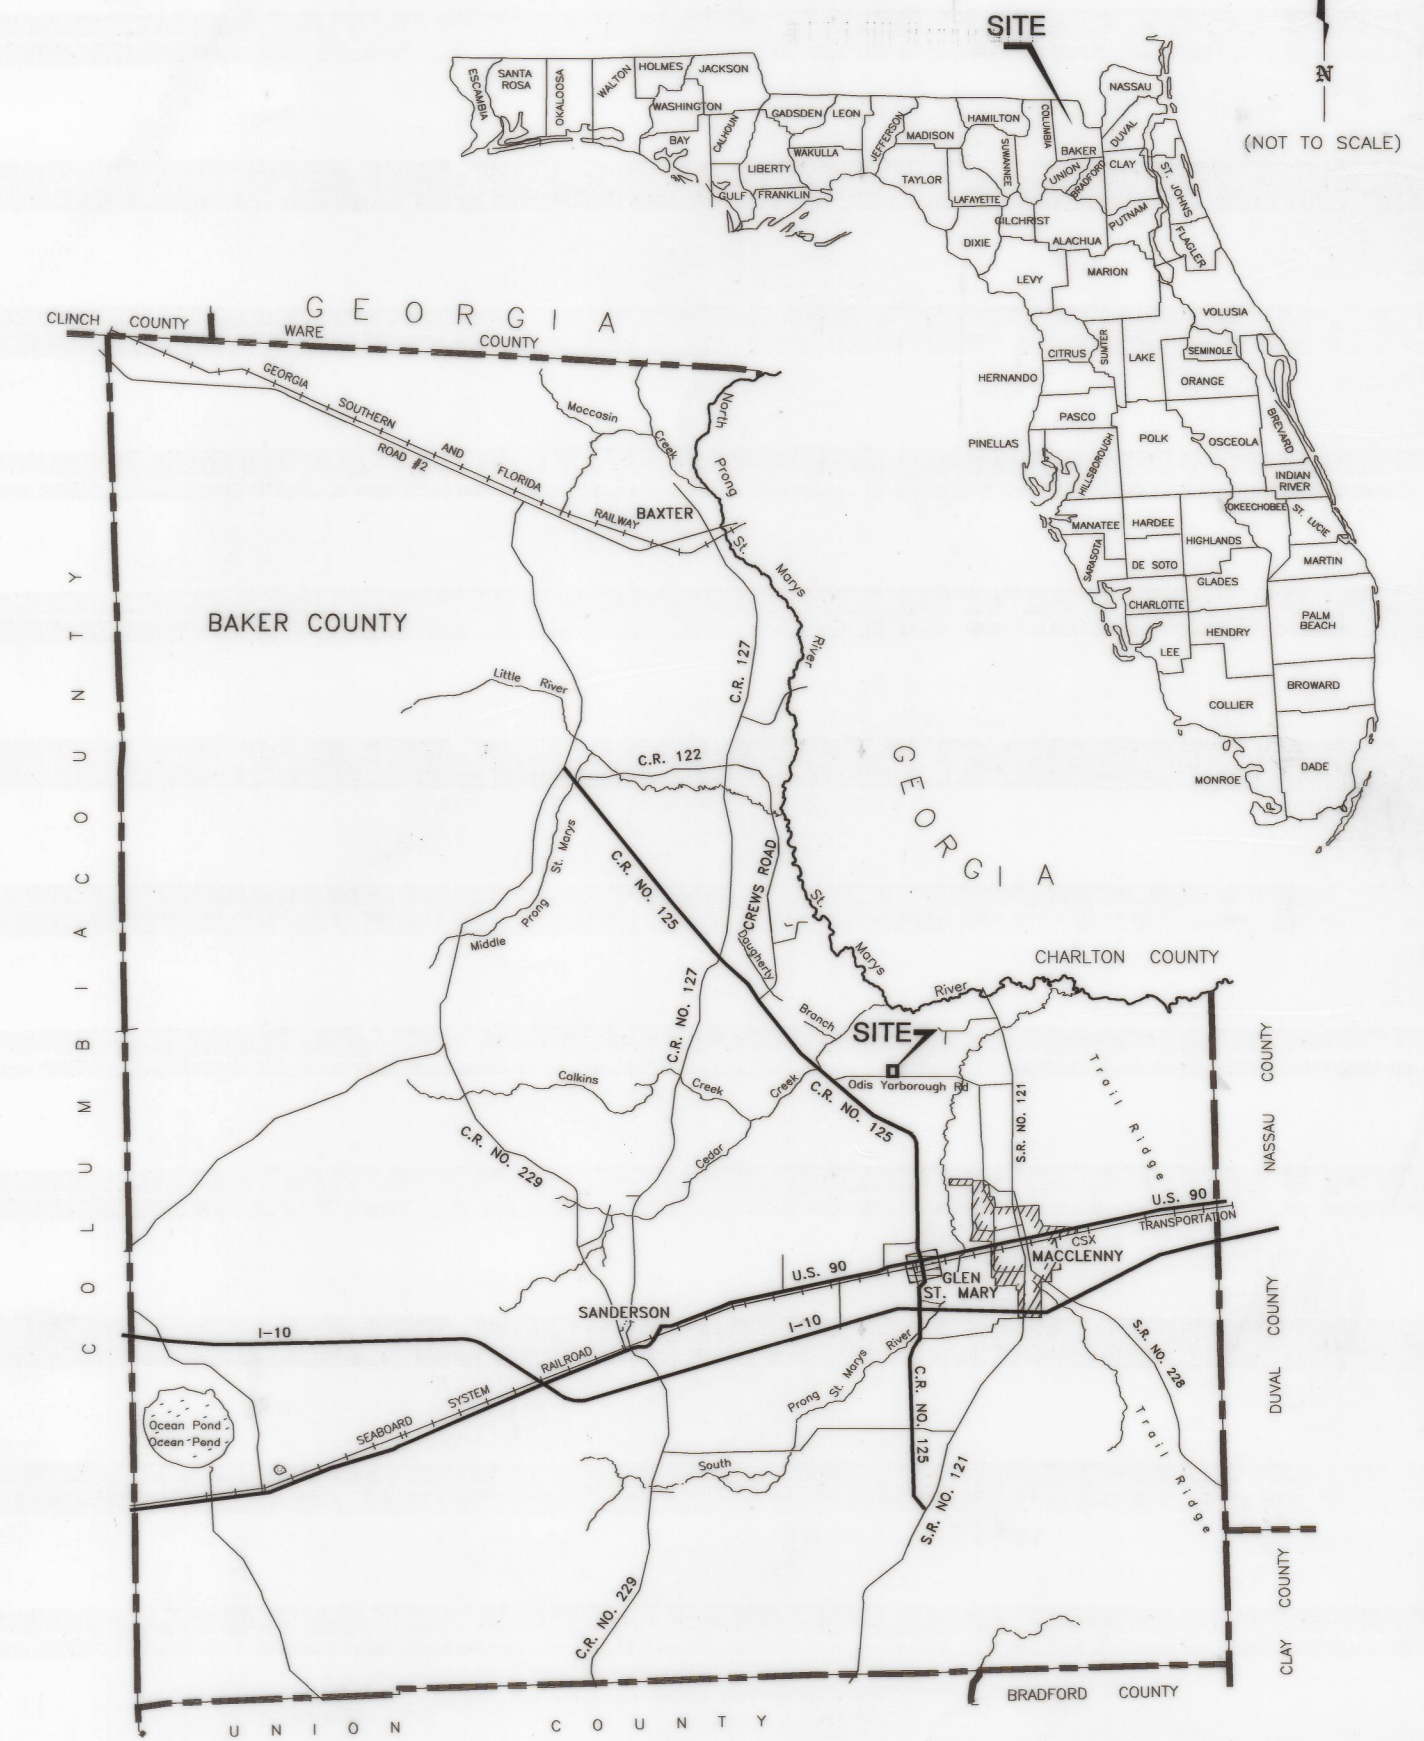 SITE
N
(NOT TO SCALE)
ESCAMBIA
SANTA
ROSA
OKALOOSA
WALTON
HOLMES
JACKSON
WASHINGTON
BAY
CALHOUN
GADSDEN
LEON
LIBERTY
WAKULLA
GULF
FRANKLIN
JEFFERSON
MADISON
TAYLOR
HAMILTON
SUWANNEE
LAFAYETTE
DIXIE
COLUMBIA
BAKER
NASSAU
DUVAL
UNION
BRADFORD
CLAY
ST. JOHNS
GILCHRIST
ALACHUA
PUTNAM
FLAGLER
LEVY
MARION
VOLUSIA
CITRUS
SUMTER
LAKE
SEMINOLE
HERNANDO
ORANGE
PASCO
PINELLAS
HILLSBOROUGH
POLK
OSCEOLA
BREVARD
INDIAN
RIVER
MANATEE
HARDEE
HIGHLANDS
OKEECHOBEE
ST. LUCIE
SARASOTA
DE SOTO
MARTIN
GLADES
CHARLOTTE
PALM
BEACH
LEE
HENDRY
BROWARD
COLLIER
MONROE
DADE
GEORGIA
CLINCH COUNTY
WARE COUNTY
GEORGIA SOUTHERN AND FLORIDA RAILWAY
ROAD #2
Moccasin Creek
North Prong St. Marys River
BAXTER
BAKER COUNTY
COLUMBIA COUNTY
C.R. 127
Little River
C.R. 122
GEORGIA
CREWS ROAD
C.R. NO. 125
Middle Prong St. Marys
Daugherty Branch
St. Marys River
CHARLTON COUNTY
C.R. NO. 127
SITE
Odis Yarborough Rd
C.R. NO. 125
Calkins Creek
Cedar Creek
C.R. NO. 229
S.R. NO. 121
Trail Ridge
NASSAU COUNTY
U.S. 90
CSX TRANSPORTATION
MACCLENNY
GLEN
ST. MARY
U.S. 90
SANDERSON
I-10
I-10
SEABOARD SYSTEM RAILROAD
Ocean Pond
Ocean Pond
South Prong St. Marys River
C.R. NO. 125
S.R. NO. 121
S.R. NO. 228
Trail Ridge
DUVAL COUNTY
C.R. NO. 229
CLAY COUNTY
BRADFORD COUNTY
UNION COUNTY